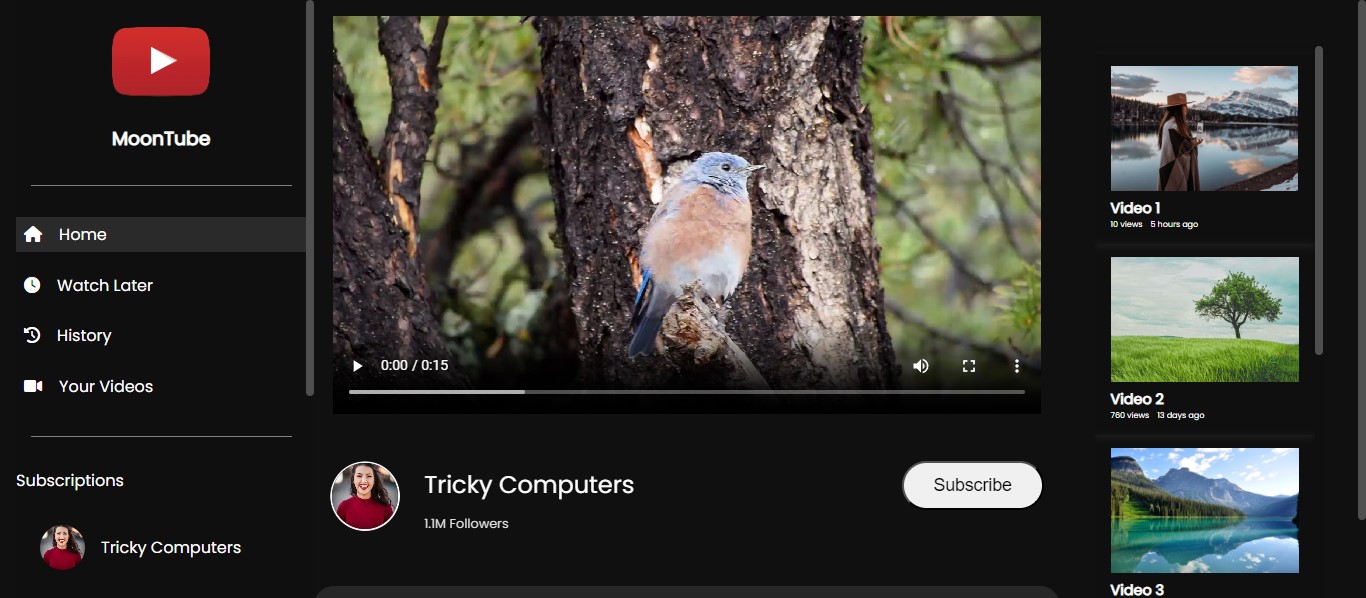 MoonTube
Home
Watch Later
History
Your Videos
Subscriptions
Tricky Computers
0:00 / 0:15
Tricky Computers
1.1M Followers
Subscribe
Video 1
10 views 5 hours ago
Video 2
760 views 13 days ago
Video 3